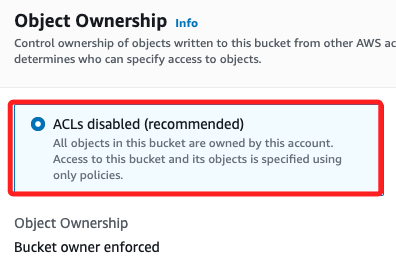 Object Ownership Info
Control ownership of objects written to this bucket from other AWS ac
determines who can specify access to objects.
ACLs disabled (recommended)
All objects in this bucket are owned by this account.
Access to this bucket and its objects is specified using
only policies.
Object Ownership
Bucket owner enforced